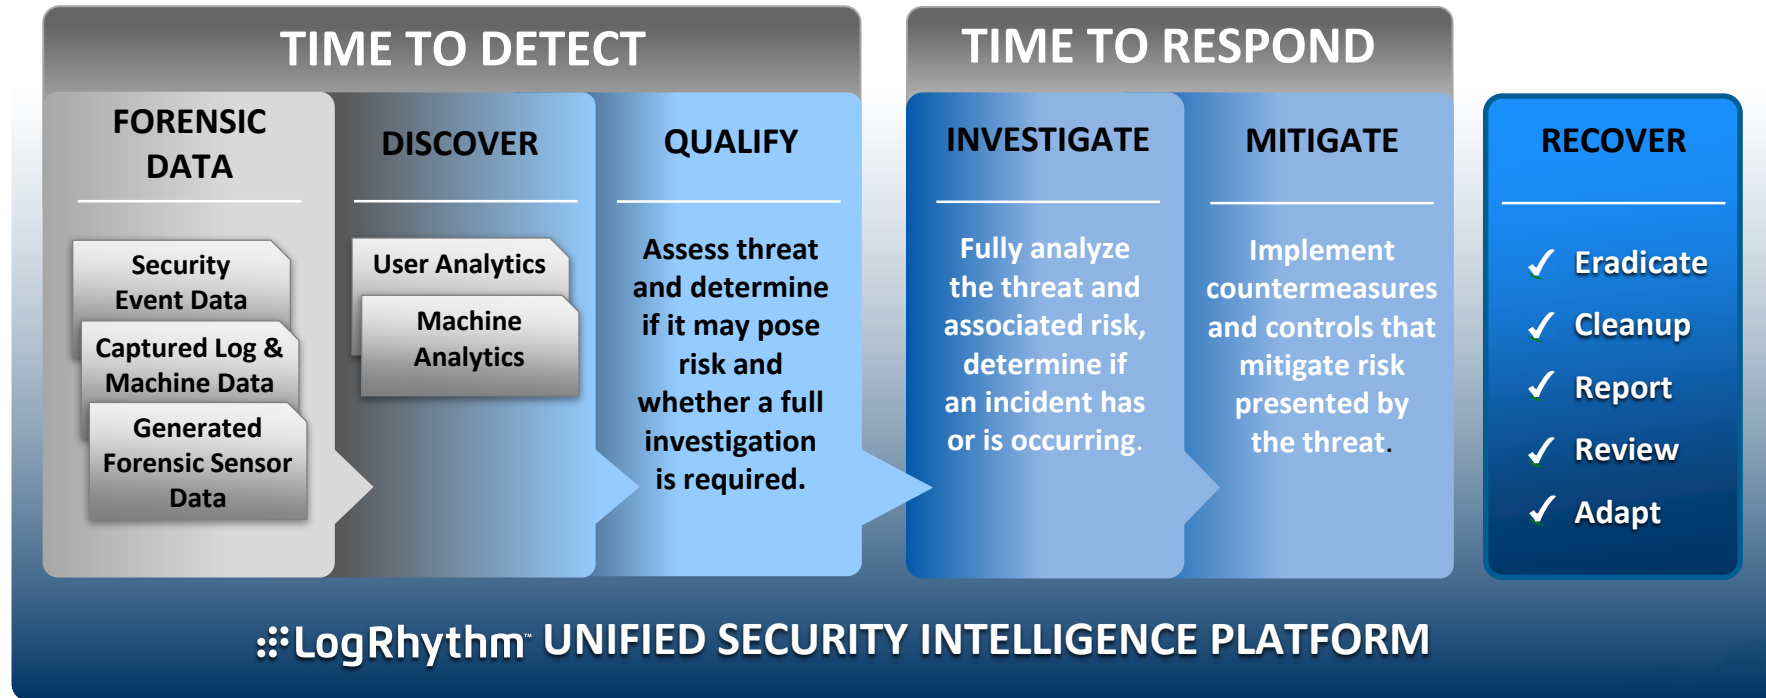 TIME TO DETECT
FORENSIC
DATA
Security
Event Data
Captured Log &
Machine Data
Generated
Forensic Sensor
Data
DISCOVER
User Analytics
Machine
Analytics
QUALIFY
Assess threat
and determine
if it may pose
risk and
whether a full
investigation
is required.
TIME TO RESPOND
INVESTIGATE
Fully analyze
the threat and
associated risk,
determine if
an incident has
or is occurring.
MITIGATE
Implement
countermeasures
and controls that
mitigate risk
presented by
the threat.
RECOVER
✓ Eradicate
✓ Cleanup
✓ Report
✓ Review
✓ Adapt
LogRhythm™ UNIFIED SECURITY INTELLIGENCE PLATFORM